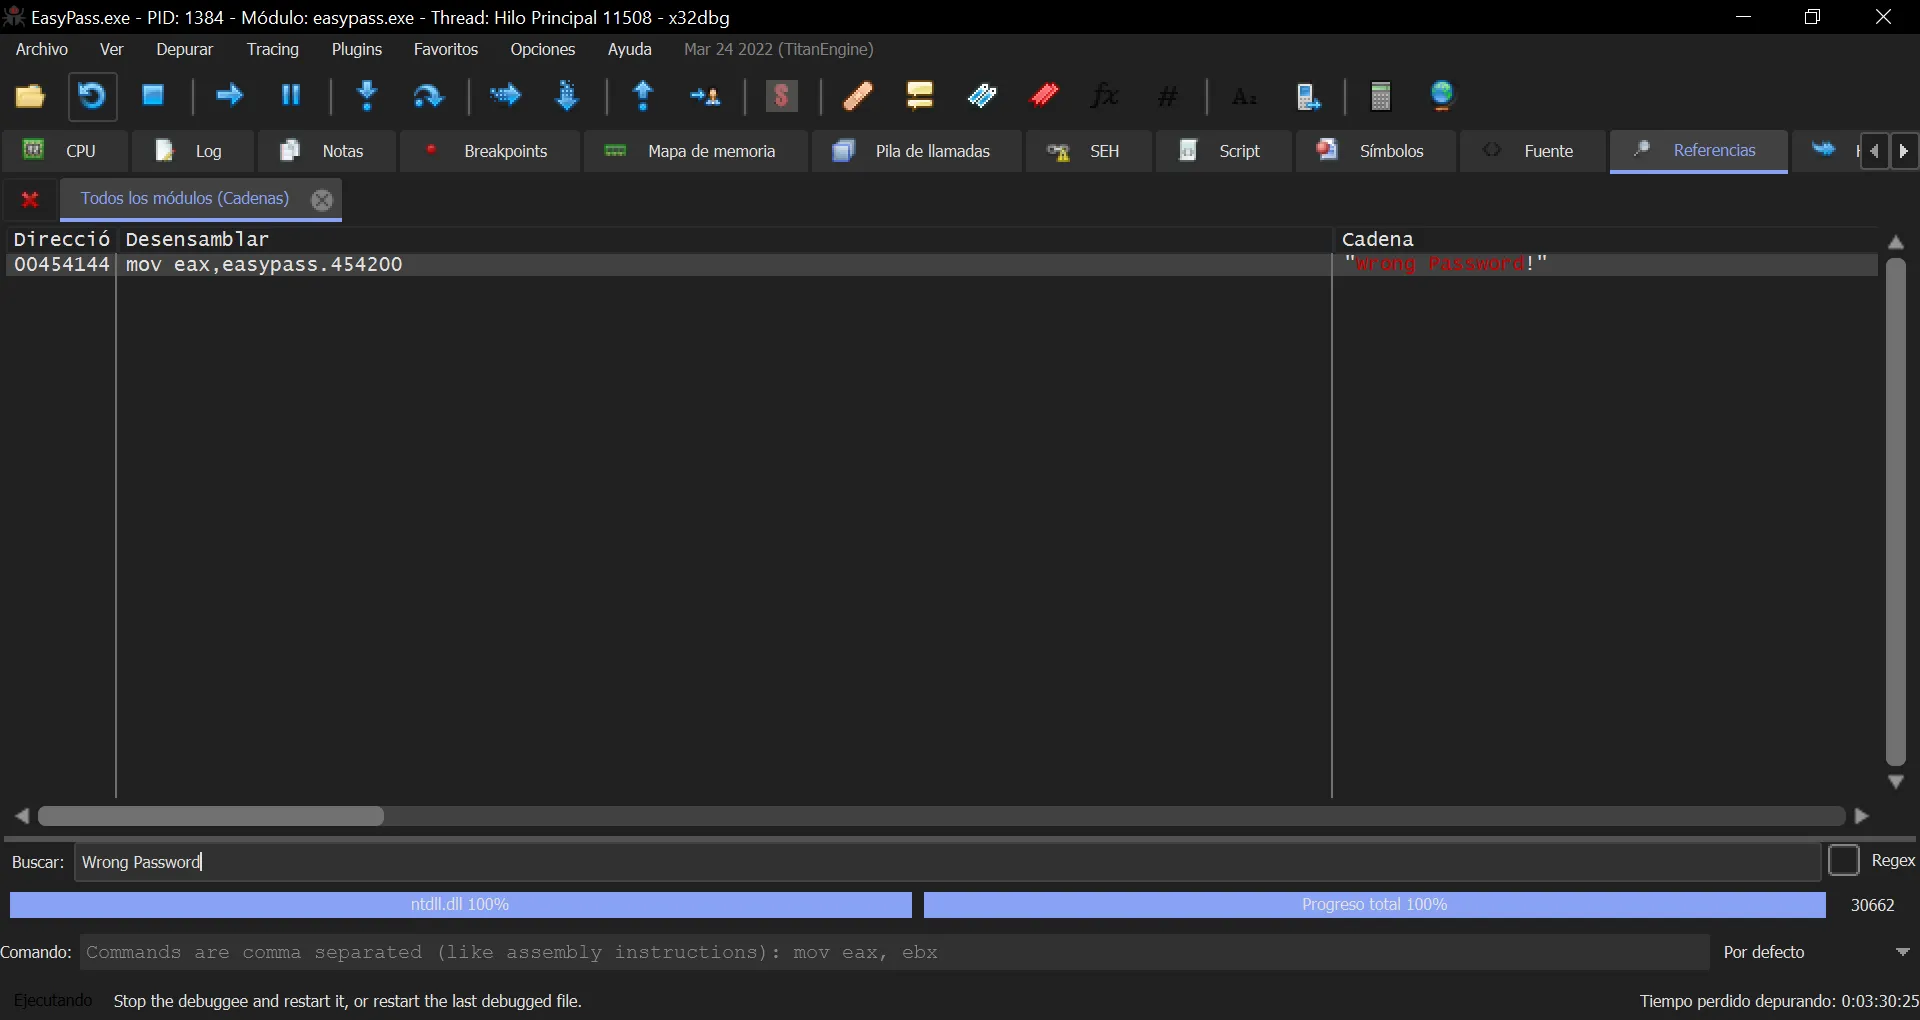 EasyPass.exe - PID: 1384 - Módulo: easypass.exe - Thread: Hilo Principal 11508 - x32dbg
Archivo Ver Depurar Tracing Plugins Favoritos Opciones Ayuda Mar 24 2022 (TitanEngine)
$ fx # A2
CPU Log Notas Breakpoints Mapa de memoria Pila de llamadas SEH Script Símbolos Fuente Referencias
Todos los módulos (Cadenas)
Direcció Desensamblar Cadena
00454144 mov eax,easypass.454200 "Wrong Password!"
Buscar: Wrong Password Regex
ntdll.dll 100% Progreso total 100% 30662
Comando: Commands are comma separated (like assembly instructions): mov eax, ebx Por defecto
Ejecutando Stop the debuggee and restart it, or restart the last debugged file. Tiempo perdido depurando: 0:03:30:25